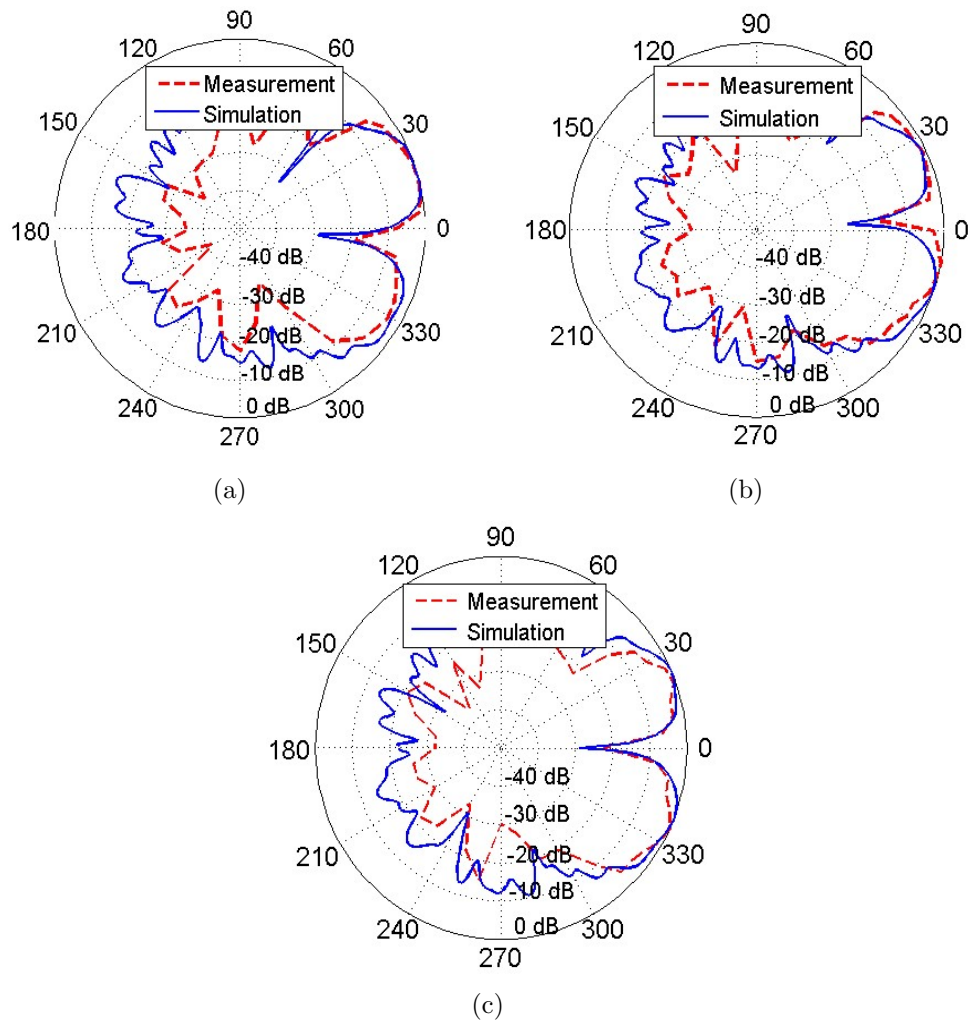 90
120
60
Measurement
Simulation
150
30
180
0
-40 dB
-30 dB
-20 dB
-10 dB
0 dB
210
330
240
300
270
(a)
90
120
60
Measurement
Simulation
150
30
180
0
-40 dB
-30 dB
-20 dB
-10 dB
0 dB
210
330
240
300
270
(b)
90
120
60
Measurement
Simulation
150
30
180
0
-40 dB
-30 dB
-20 dB
-10 dB
0 dB
210
330
240
300
270
(c)